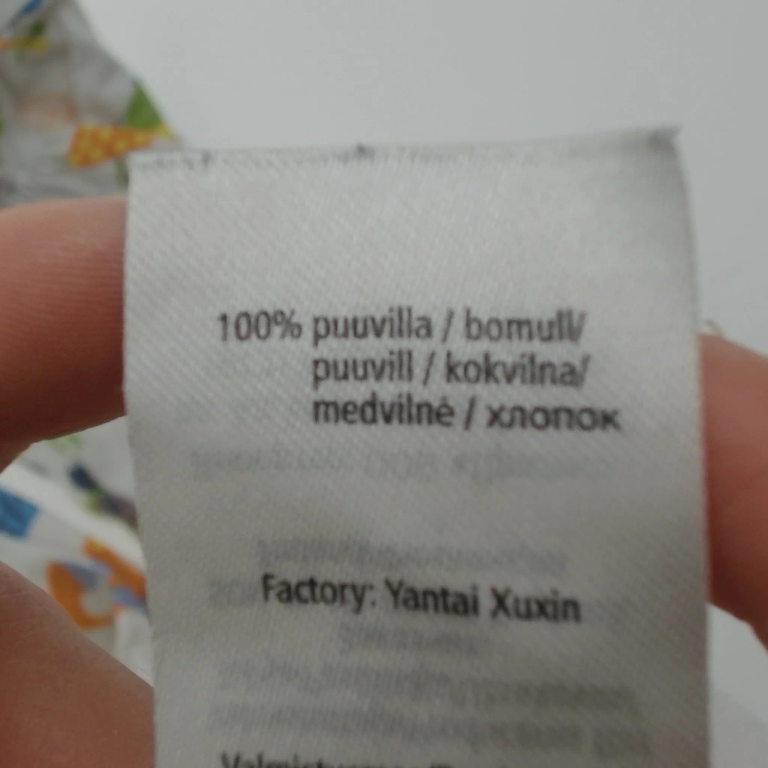 100% puuvilla / bomull/
puuvill / kokvilna/
medvilnė / хлопок
Factory: Yantai Xuxin